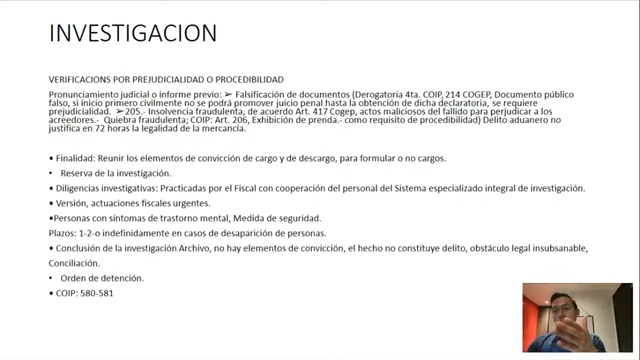 INVESTIGACION
VERIFICACIONS POR PREJUDICIALIDAD O PROCEDIBILIDAD
Pronunciamiento judicial o informe previo: ➢ Falsificación de documentos (Derogatoria 4ta. COIP, 214 COGEP, Documento público
falso, si inicio primero civilmente no se podrá promover juicio penal hasta la obtención de dicha declaratoria, se requiere
prejudicialidad. ➢205.- Insolvencia fraudulenta, de acuerdo Art. 417 Cogep, actos maliciosos del fallido para perjudicar a los
acreedores.- Quiebra fraudulenta; COIP: Art. 206, Exhibición de prenda.- como requisito de procedibilidad) Delito aduanero no
justifica en 72 horas la legalidad de la mercancía.
• Finalidad: Reunir los elementos de convicción de cargo y de descargo, para formular o no cargos.
• Reserva de la investigación.
• Diligencias investigativas: Practicadas por el Fiscal con cooperación del personal del Sistema especializado integral de investigación.
• Versión, actuaciones fiscales urgentes.
•Personas con síntomas de trastorno mental, Medida de seguridad.
Plazos: 1-2-o indefinidamente en casos de desaparición de personas.
• Conclusión de la investigación Archivo, no hay elementos de convicción, el hecho no constituye delito, obstáculo legal insubsanable,
Conciliación.
• Orden de detención.
• COIP: 580-581